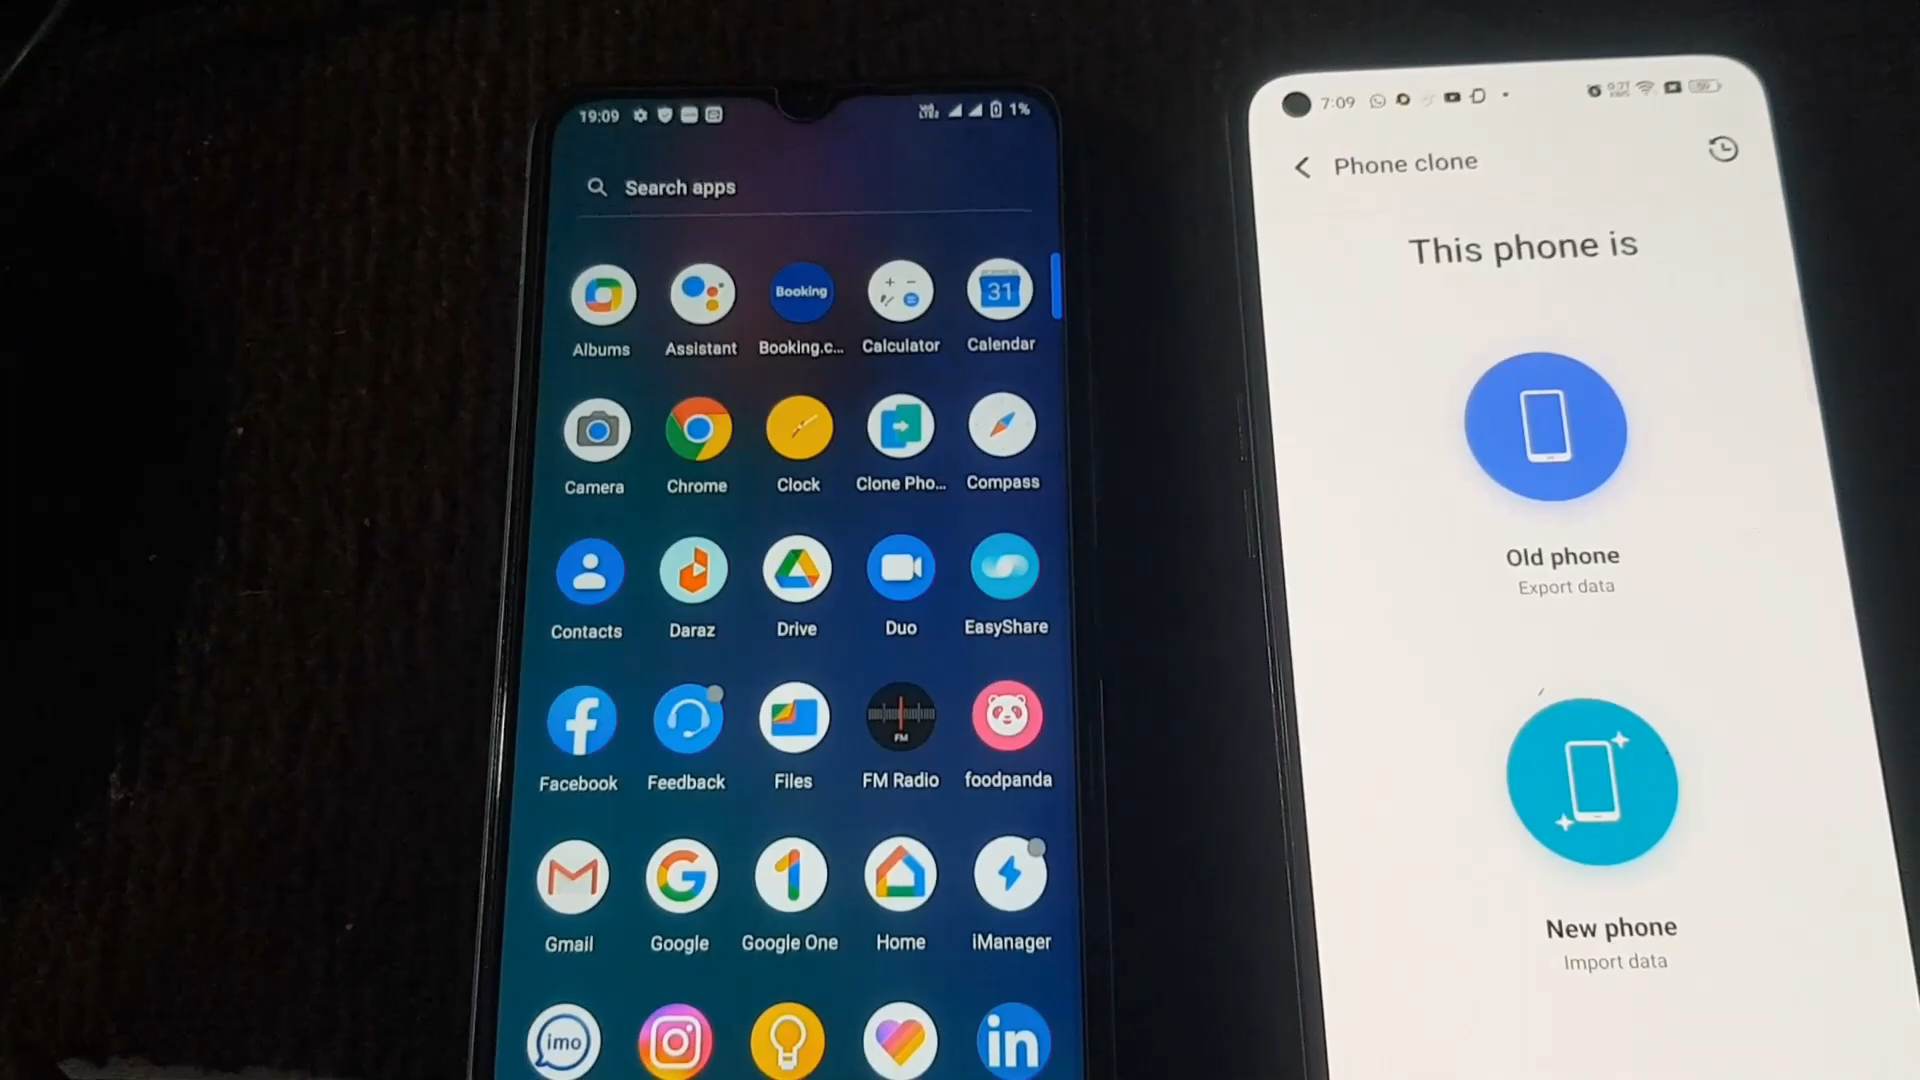 19:09
1%
Search apps
Booking
31
Albums
Assistant
Booking.c...
Calculator
Calendar
Camera
Chrome
Clock
Clone Pho...
Compass
Contacts
Daraz
Drive
Duo
EasyShare
FM
Facebook
Feedback
Files
FM Radio
foodpanda
Gmail
Google
Google One
Home
iManager
imo
in
7:09
Phone clone
This phone is
Old phone
Export data
New phone
Import data